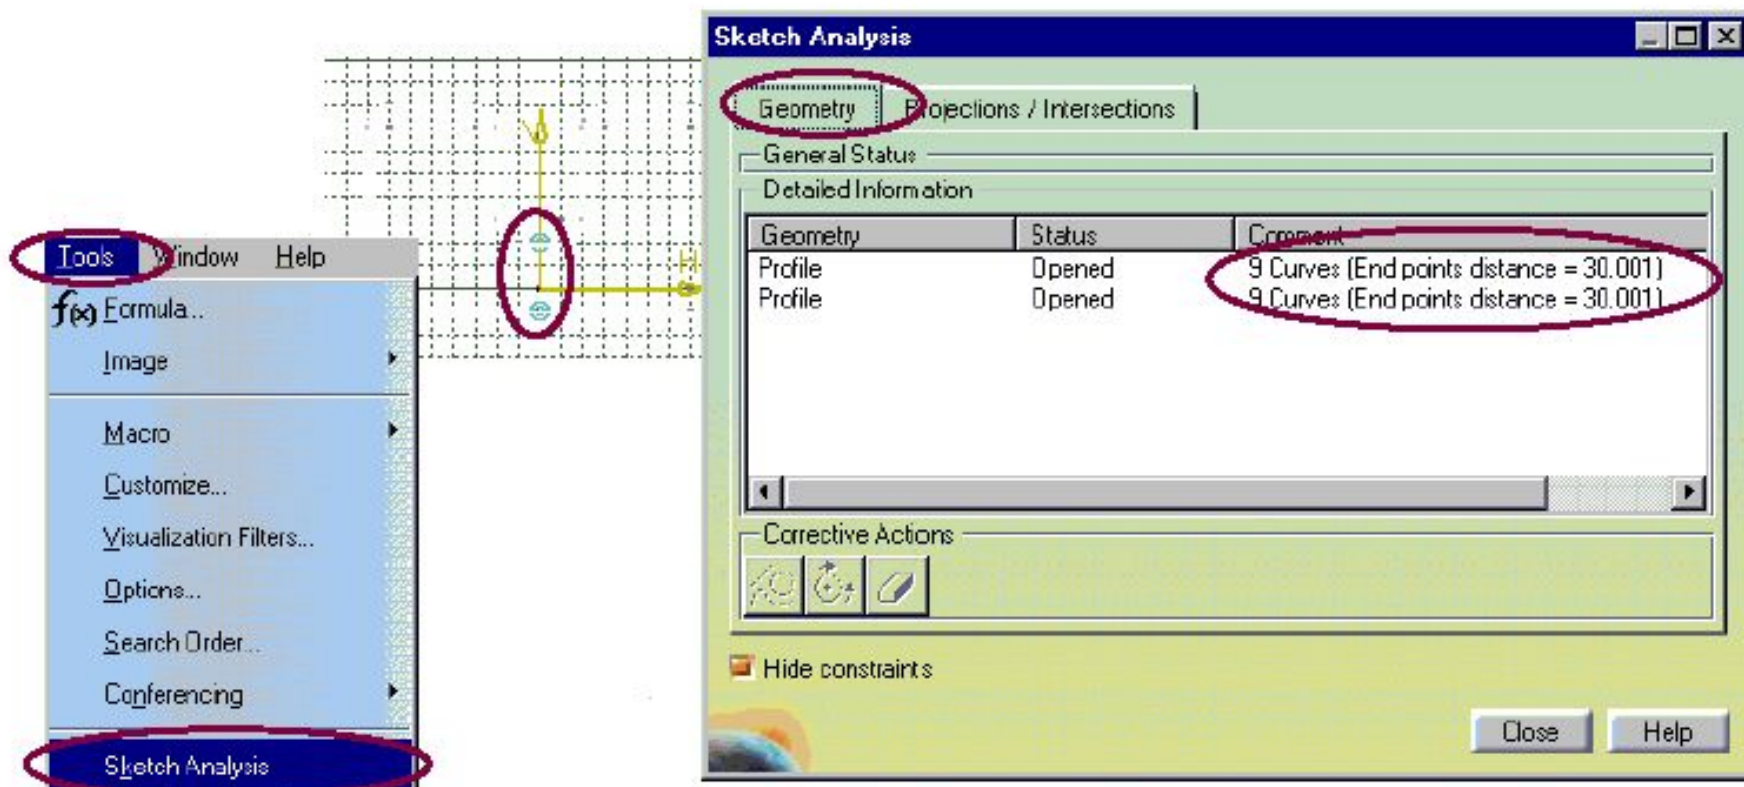 Tools Window Help
f(x) Formula...
Image
Macro
Customize...
Visualization Filters...
Options...
Search Order...
Conferencing
Sketch Analysis
V
H
Sketch Analysis
Geometry Projections / Intersections
General Status
Detailed Information
Geometry Status Comment
Profile Opened 9 Curves (End points distance = 30.001)
Profile Opened 9 Curves (End points distance = 30.001)
Corrective Actions
Hide constraints
Close Help